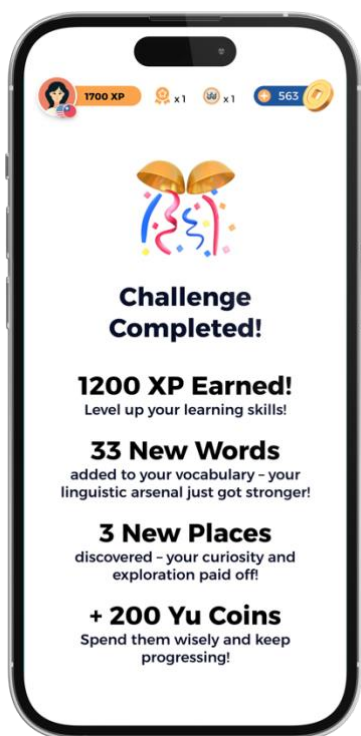 1700 XP x 1 x 1 563
Challenge
Completed!
1200 XP Earned!
Level up your learning skills!
33 New Words
added to your vocabulary – your
linguistic arsenal just got stronger!
3 New Places
discovered – your curiosity and
exploration paid off!
+ 200 Yu Coins
Spend them wisely and keep
progressing!